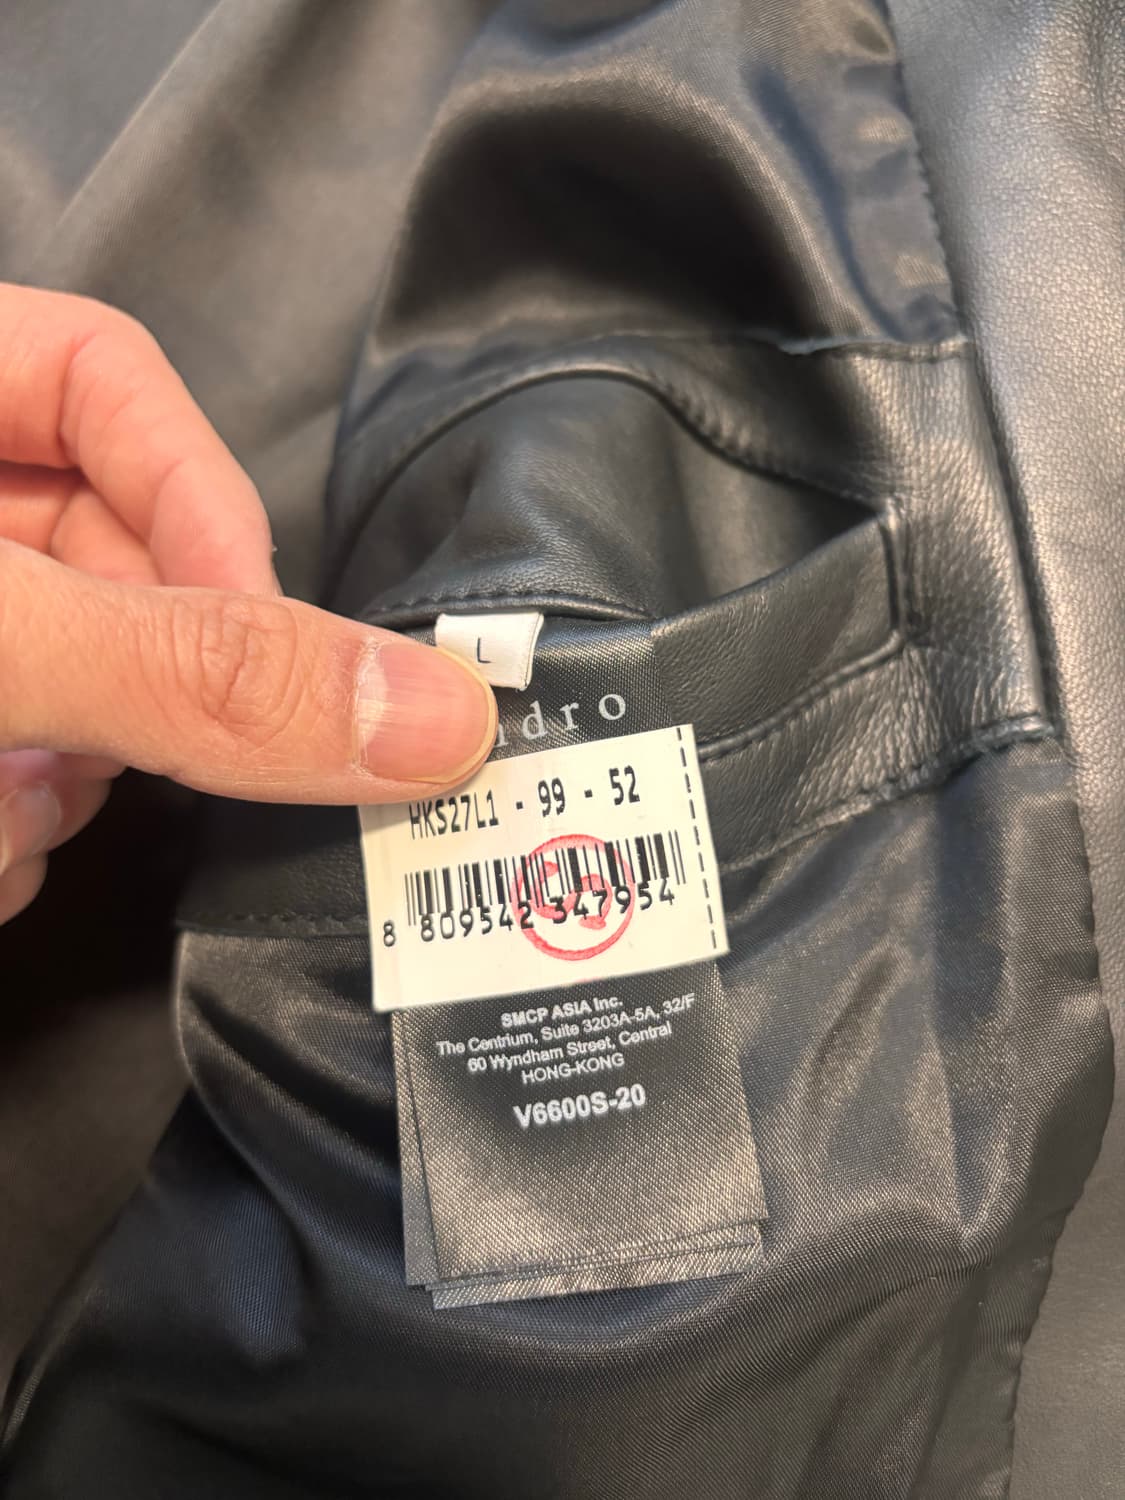 L
ndro
HKS27L1 - 99 - 52
8 809542 347954
SMCP ASIA Inc.
The Centrium, Suite 3203A-5A, 32/F
60 Wyndham Street, Central
HONG-KONG
V6600S-20